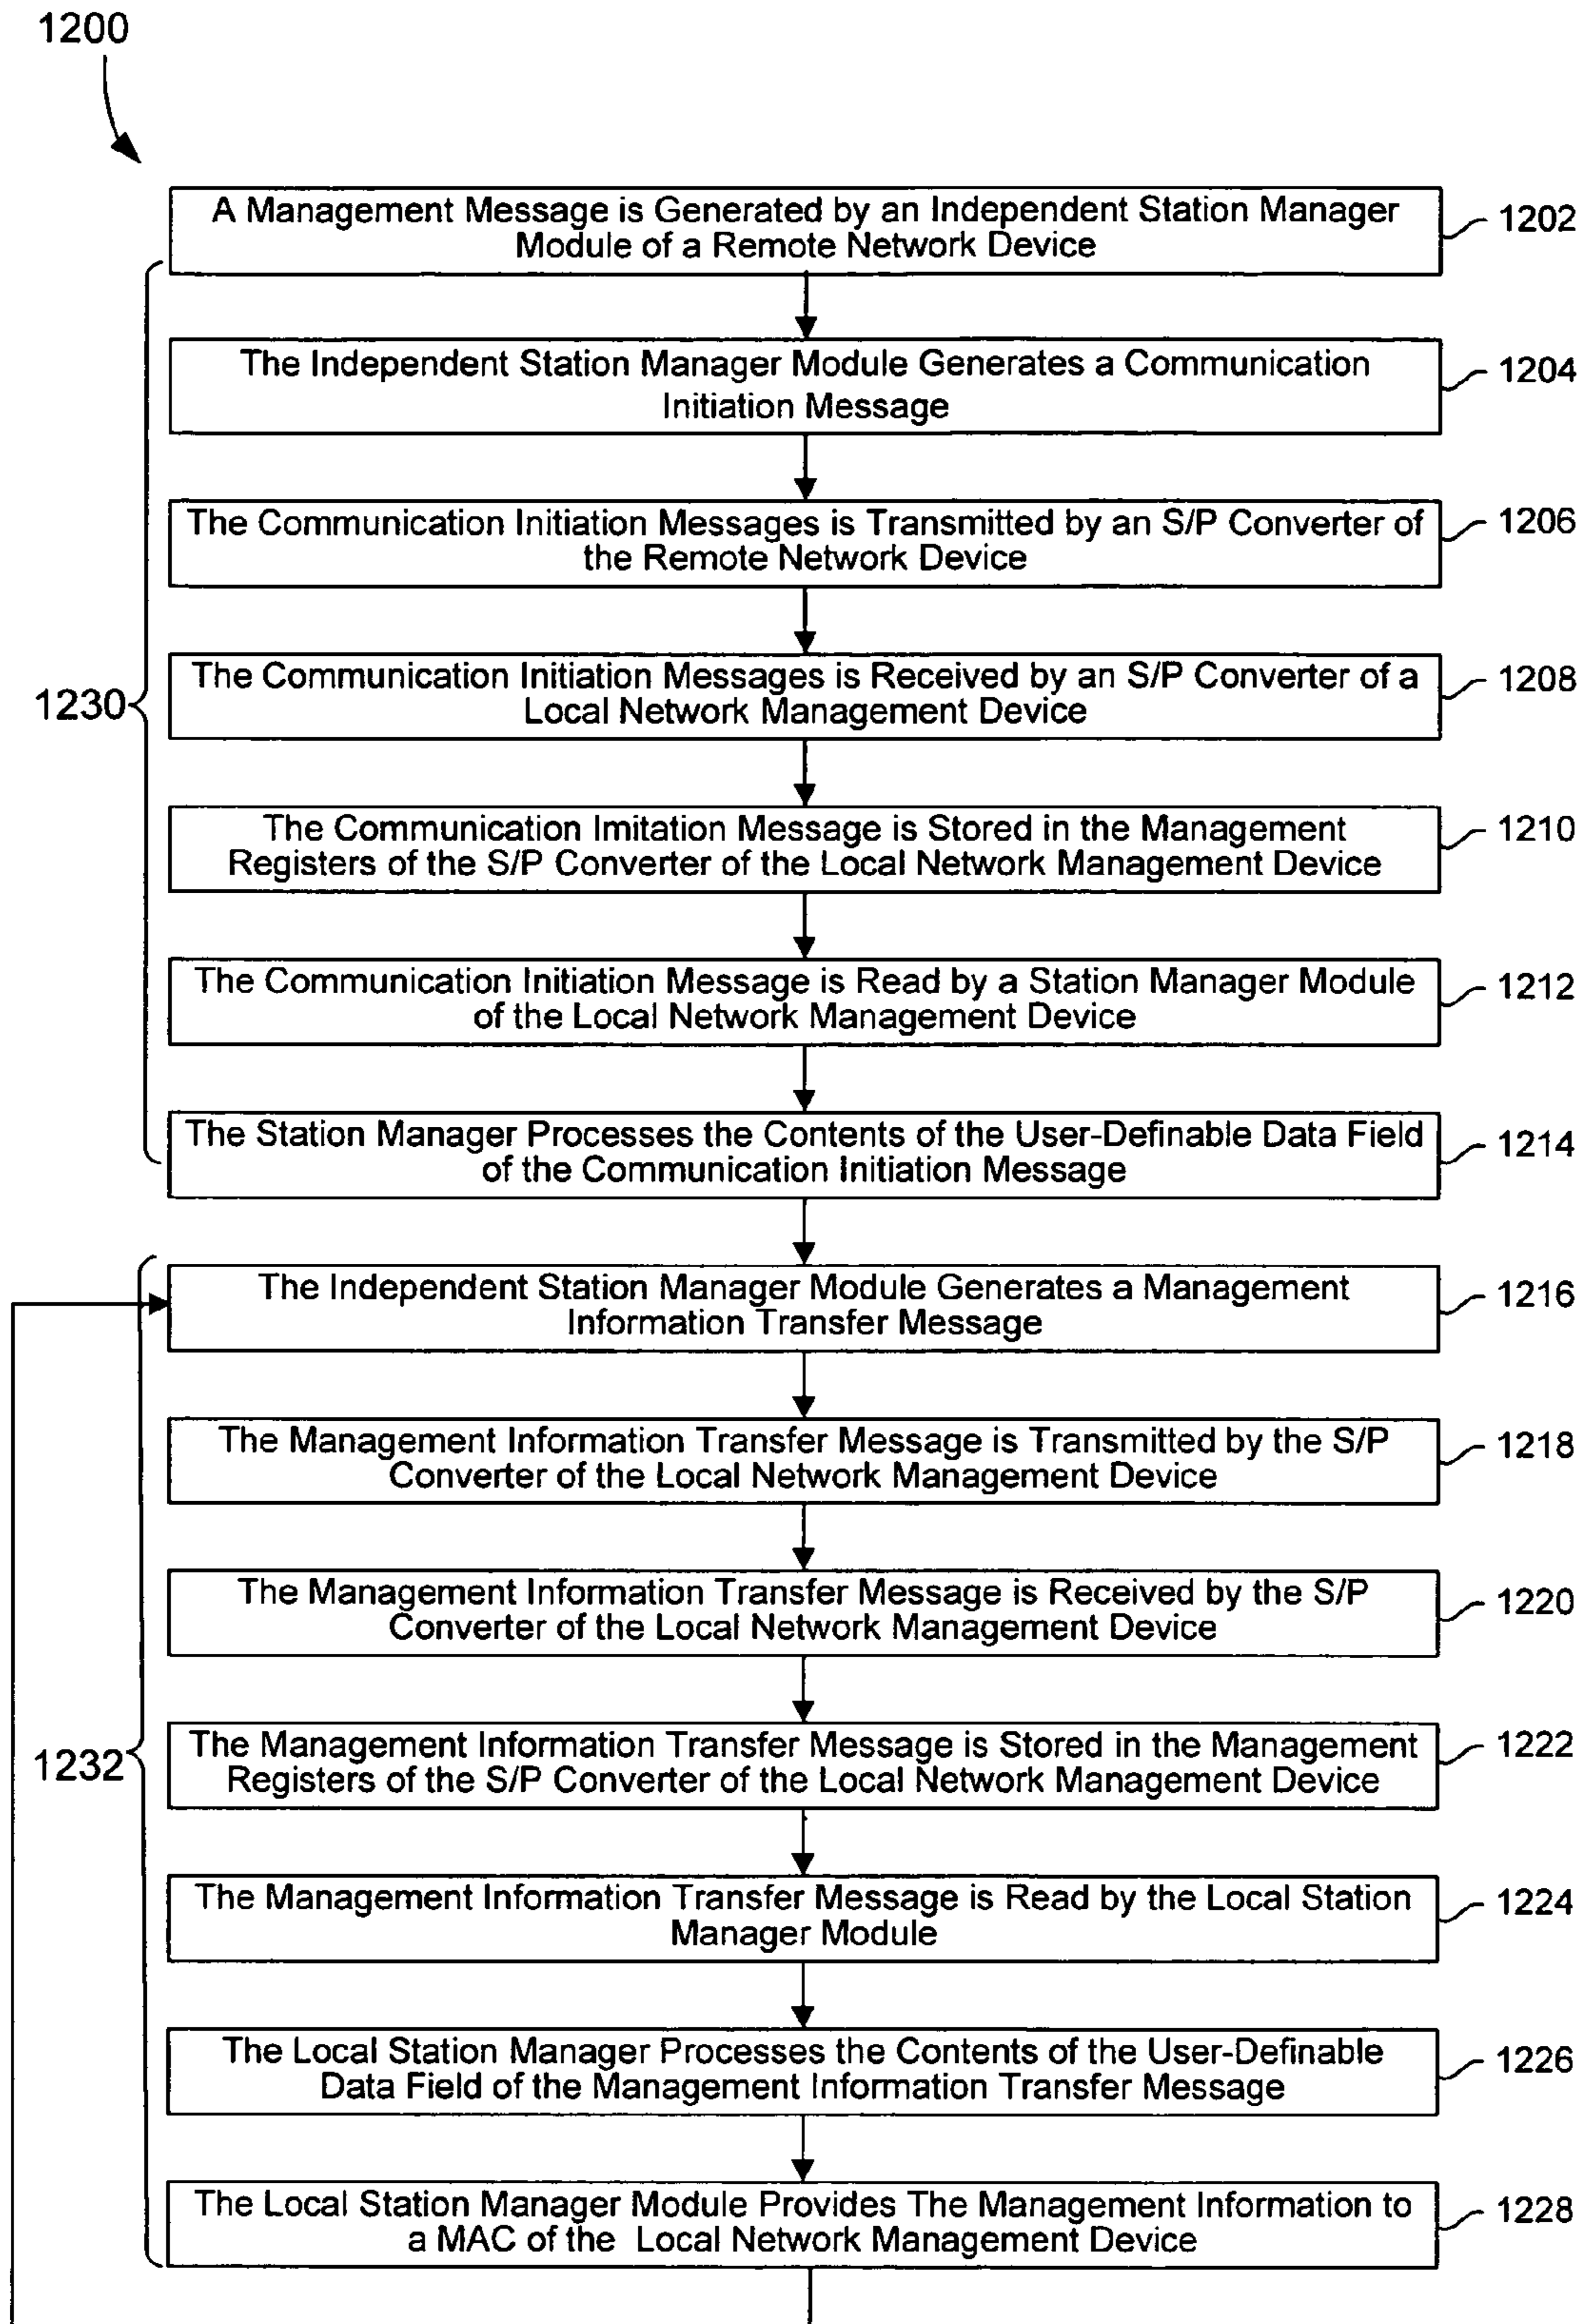 1200
A Management Message is Generated by an Independent Station Manager
Module of a Remote Network Device
1202
The Independent Station Manager Module Generates a Communication
Initiation Message
1204
The Communication Initiation Messages is Transmitted by an S/P Converter of
the Remote Network Device
1206
The Communication Initiation Messages is Received by an S/P Converter of a
Local Network Management Device
1208
1230
The Communication Imitation Message is Stored in the Management
Registers of the S/P Converter of the Local Network Management Device
1210
The Communication Initiation Message is Read by a Station Manager Module
of the Local Network Management Device
1212
The Station Manager Processes the Contents of the User-Definable Data Field
of the Communication Initiation Message
1214
The Independent Station Manager Module Generates a Management
Information Transfer Message
1216
The Management Information Transfer Message is Transmitted by the S/P
Converter of the Local Network Management Device
1218
The Management Information Transfer Message is Received by the S/P
Converter of the Local Network Management Device
1220
The Management Information Transfer Message is Stored in the Management
Registers of the S/P Converter of the Local Network Management Device
1222
1232
The Management Information Transfer Message is Read by the Local Station
Manager Module
1224
The Local Station Manager Processes the Contents of the User-Definable
Data Field of the Management Information Transfer Message
1226
The Local Station Manager Module Provides The Management Information to
a MAC of the Local Network Management Device
1228